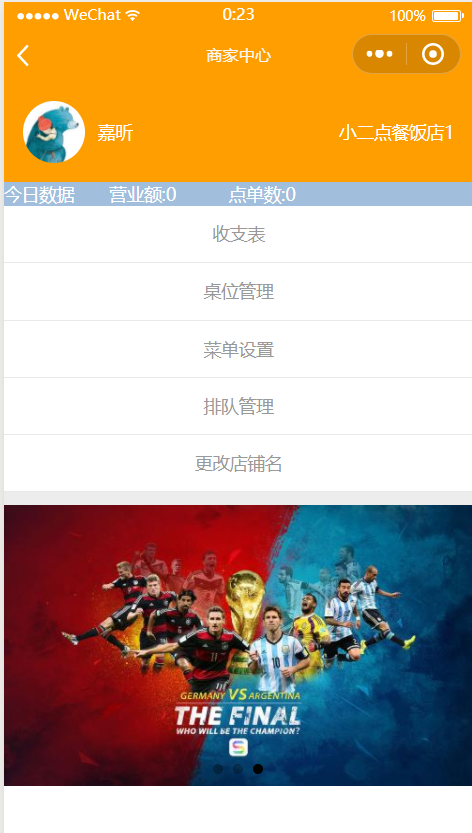 WeChat 0:23 100%
商家中心
嘉昕 小二点餐饭店1
今日数据 营业额:0 点单数:0
收支表
桌位管理
菜单设置
排队管理
更改店铺名
GERMANY VS ARGENTINA
THE FINAL
WHO WILL BE THE CHAMPION?